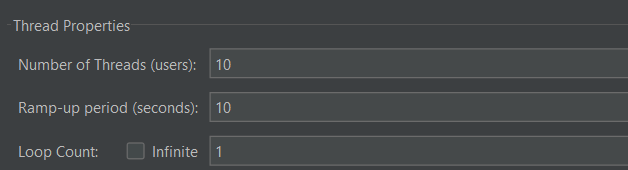 Thread Properties
Number of Threads (users): 10
Ramp-up period (seconds): 10
Loop Count: Infinite 1